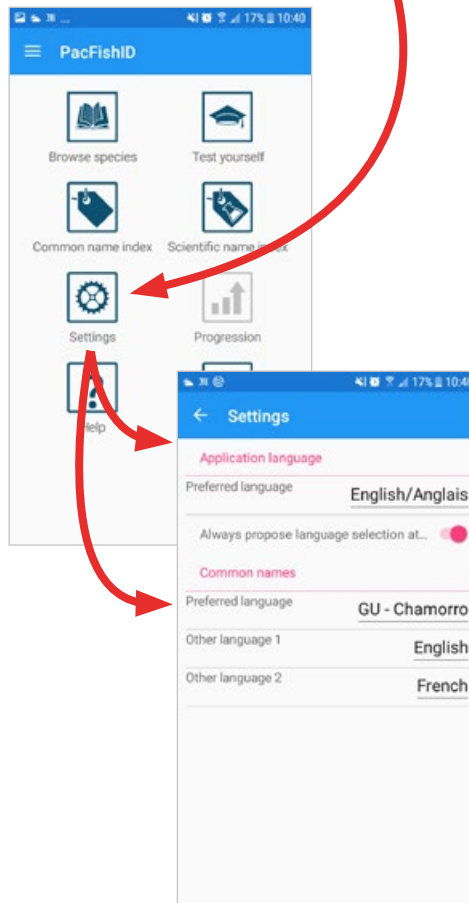 17% 10:40
PacFishID
Browse species Test yourself
Common name index Scientific name index
Settings Progression
Help
17% 10:40
Settings
Application language
Preferred language English/Anglais
Always propose language selection at...
Common names
Preferred language GU - Chamorro
Other language 1 English
Other language 2 French